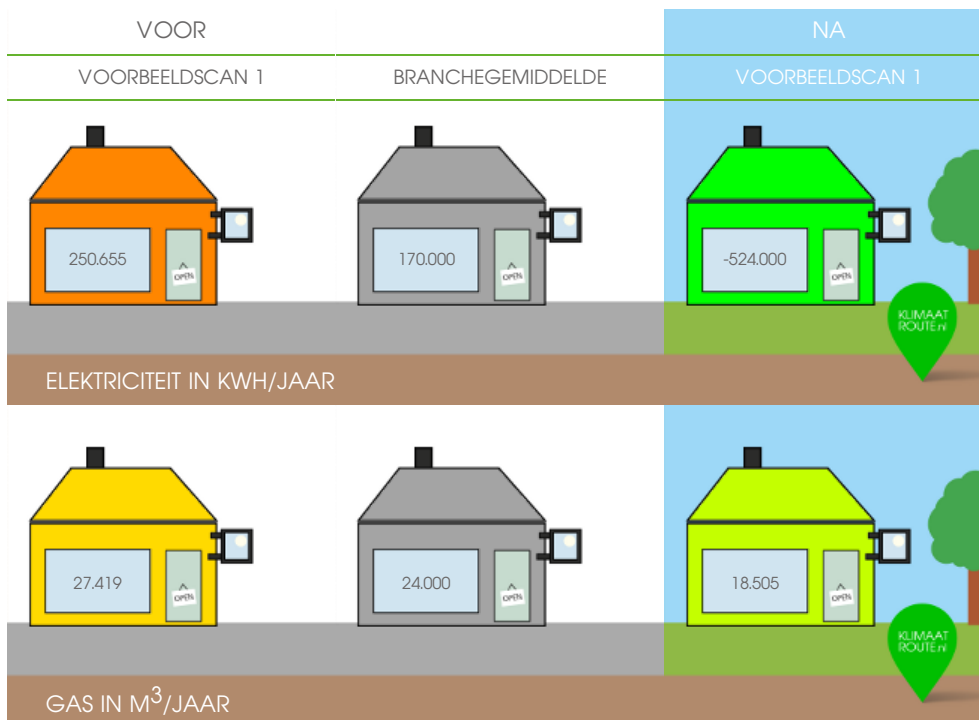 VOOR
NA
VOORBEELDSCAN 1
BRANCHEGEMIDDELDE
VOORBEELDSCAN 1
250.655
OPEN
170.000
OPEN
-524.000
OPEN
KLIMAAT
ROUTE.nl
ELEKTRICITEIT IN KWH/JAAR
27.419
OPEN
24.000
OPEN
18.505
OPEN
KLIMAAT
ROUTE.nl
GAS IN M³/JAAR